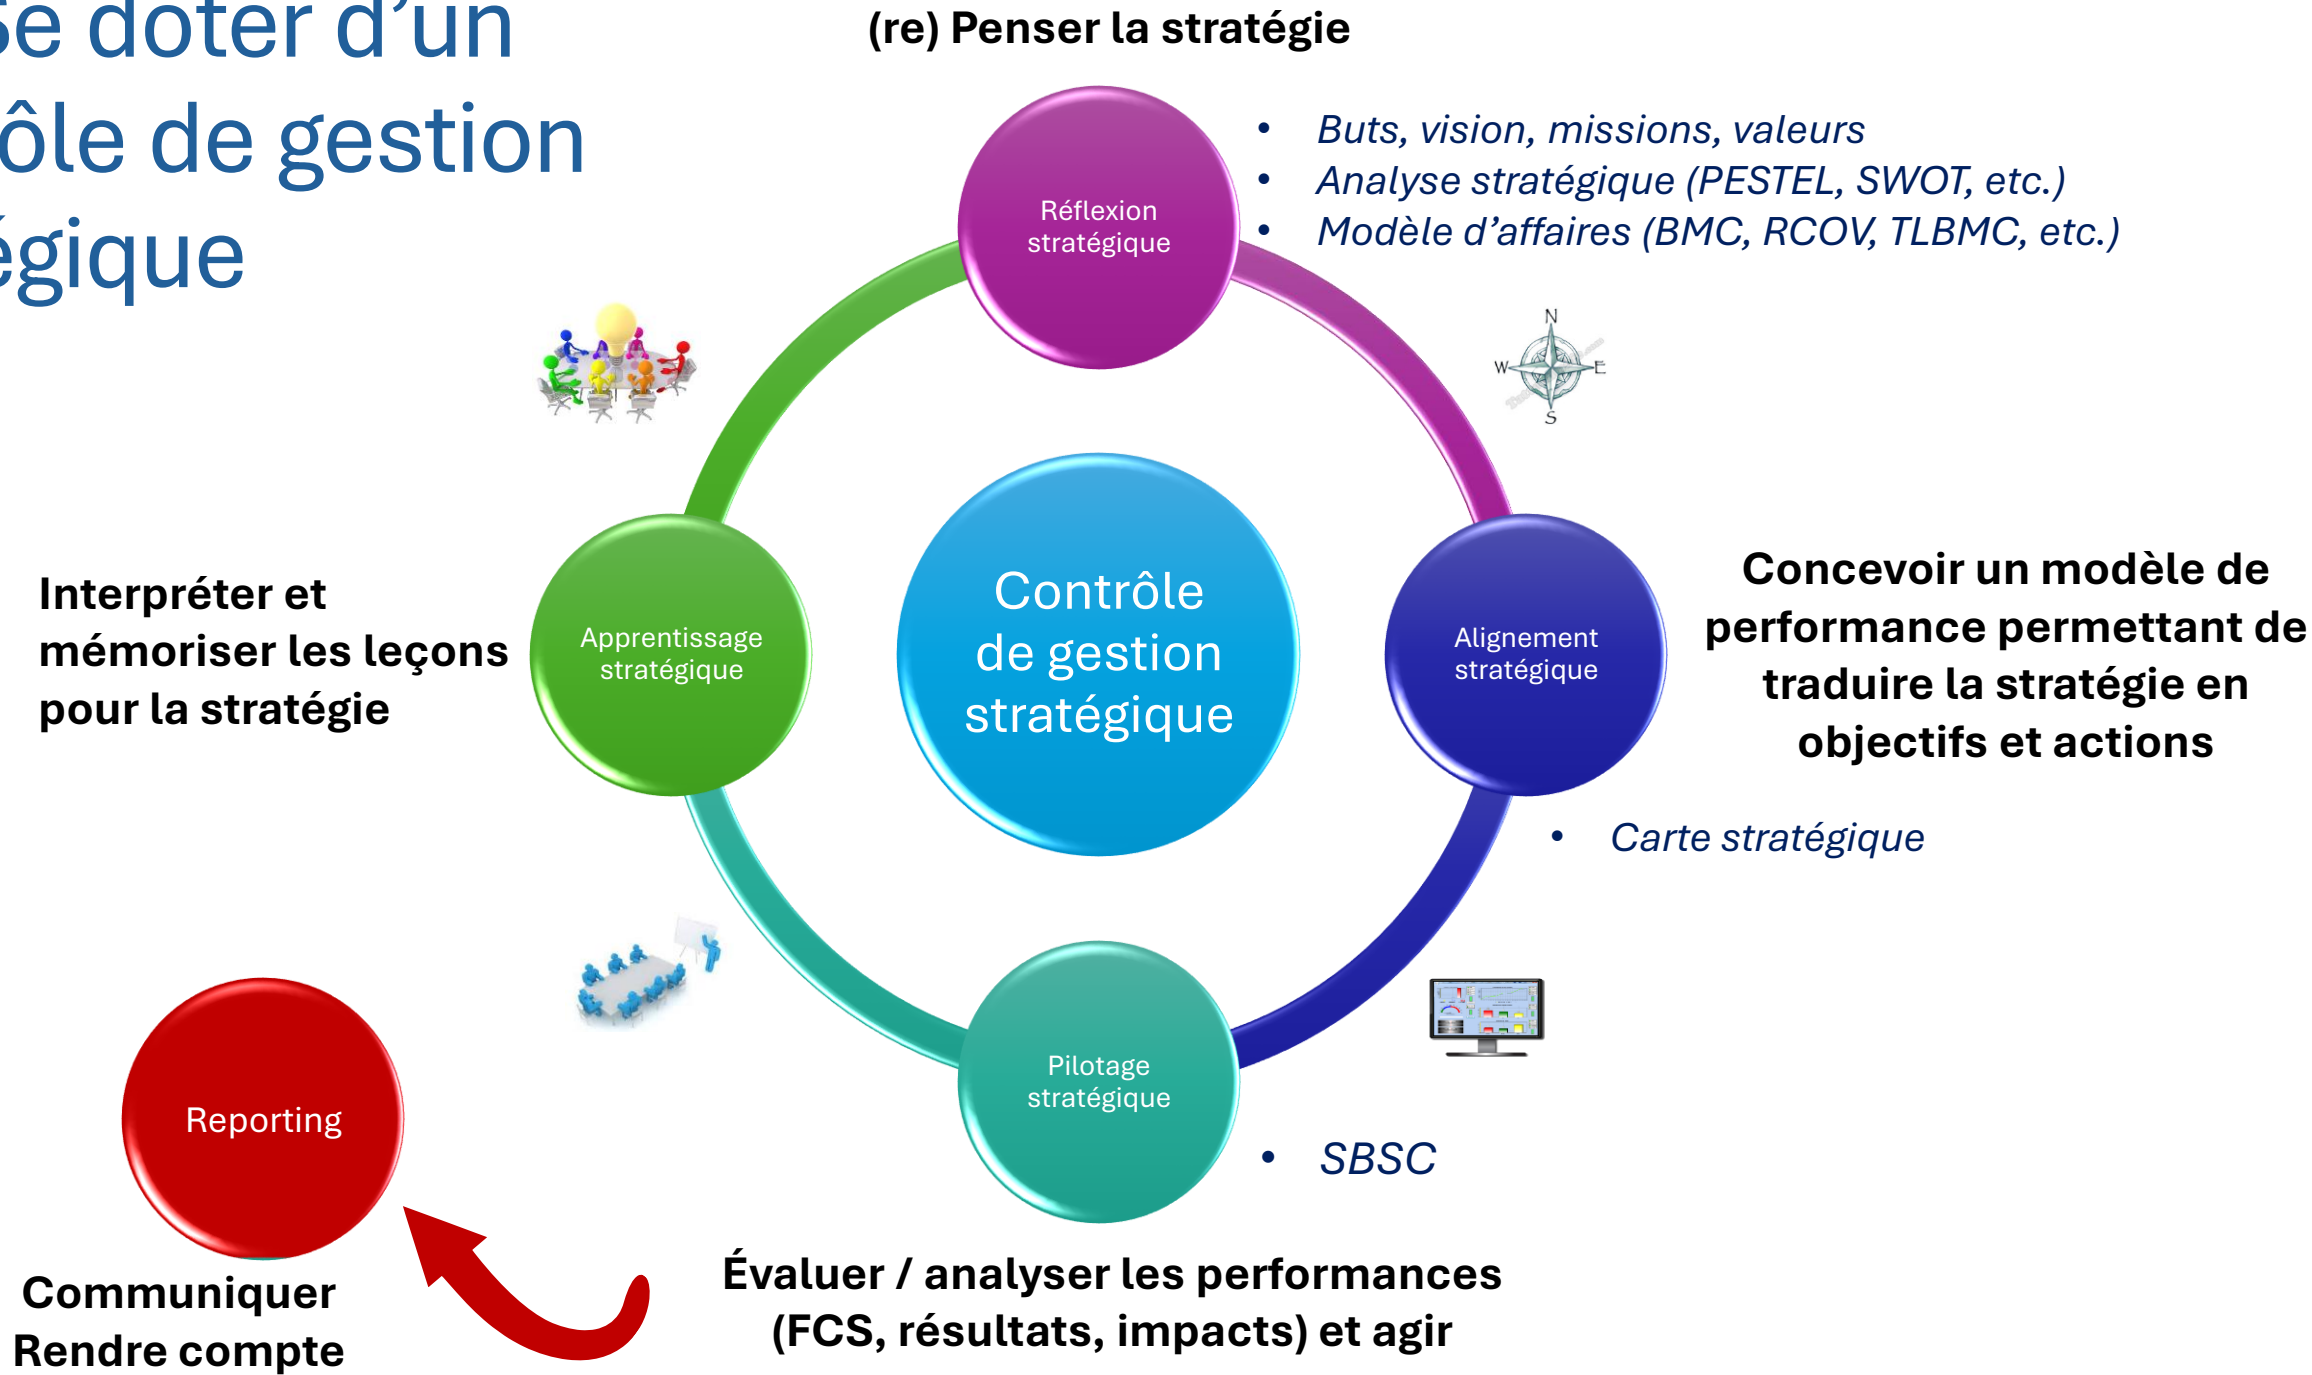 Se doter d’un
ôle de gestion
égique
(re) Penser la stratégie
Réflexion
stratégique
• Buts, vision, missions, valeurs
• Analyse stratégique (PESTEL, SWOT, etc.)
• Modèle d’affaires (BMC, RCOV, TLBMC, etc.)
N
W
E
S
Interpréter et
mémoriser les leçons
pour la stratégie
Apprentissage
stratégique
Contrôle
de gestion
stratégique
Alignement
stratégique
Concevoir un modèle de
performance permettant de
traduire la stratégie en
objectifs et actions
• Carte stratégique
Pilotage
stratégique
• SBSC
Reporting
Communiquer
Rendre compte
Évaluer / analyser les performances
(FCS, résultats, impacts) et agir